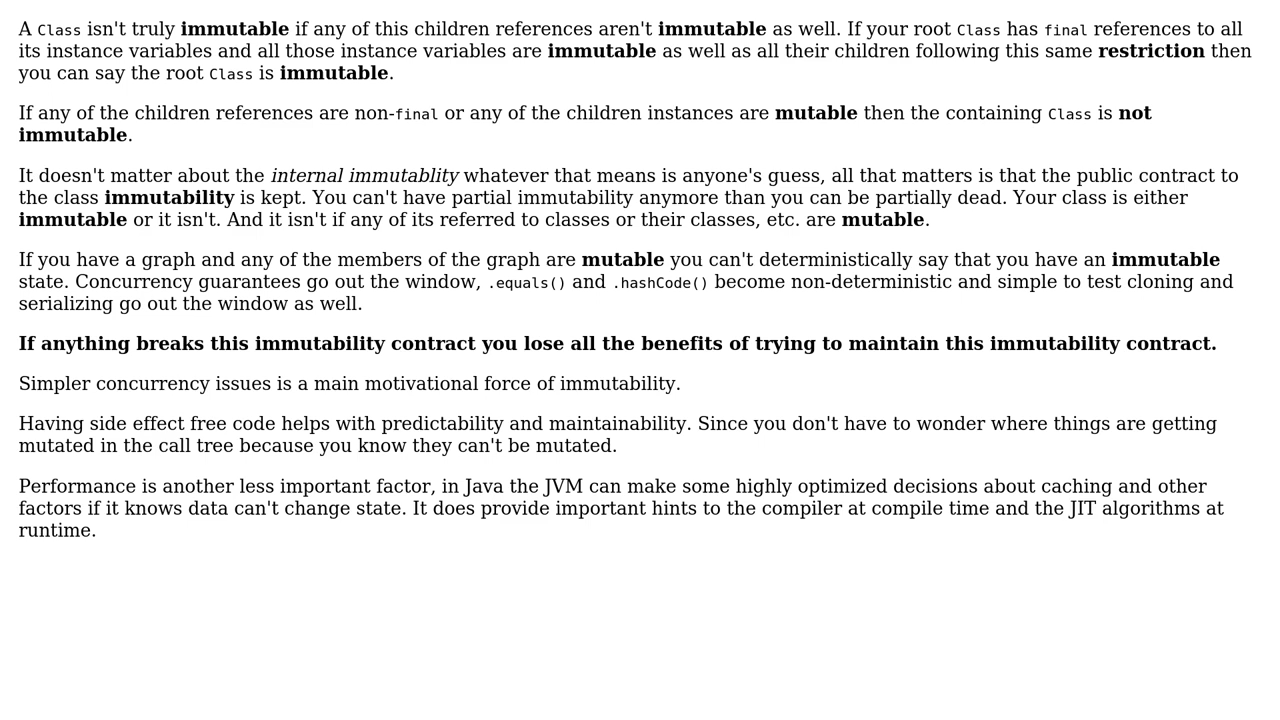 A Class isn't truly immutable if any of this children references aren't immutable as well. If your root Class has final references to all
its instance variables and all those instance variables are immutable as well as all their children following this same restriction then
you can say the root Class is immutable.
If any of the children references are non-final or any of the children instances are mutable then the containing Class is not
immutable.
It doesn't matter about the internal immutablity whatever that means is anyone's guess, all that matters is that the public contract to
the class immutability is kept. You can't have partial immutability anymore than you can be partially dead. Your class is either
immutable or it isn't. And it isn't if any of its referred to classes or their classes, etc. are mutable.
If you have a graph and any of the members of the graph are mutable you can't deterministically say that you have an immutable
state. Concurrency guarantees go out the window, .equals() and .hashCode() become non-deterministic and simple to test cloning and
serializing go out the window as well.
If anything breaks this immutability contract you lose all the benefits of trying to maintain this immutability contract.
Simpler concurrency issues is a main motivational force of immutability.
Having side effect free code helps with predictability and maintainability. Since you don't have to wonder where things are getting
mutated in the call tree because you know they can't be mutated.
Performance is another less important factor, in Java the JVM can make some highly optimized decisions about caching and other
factors if it knows data can't change state. It does provide important hints to the compiler at compile time and the JIT algorithms at
runtime.